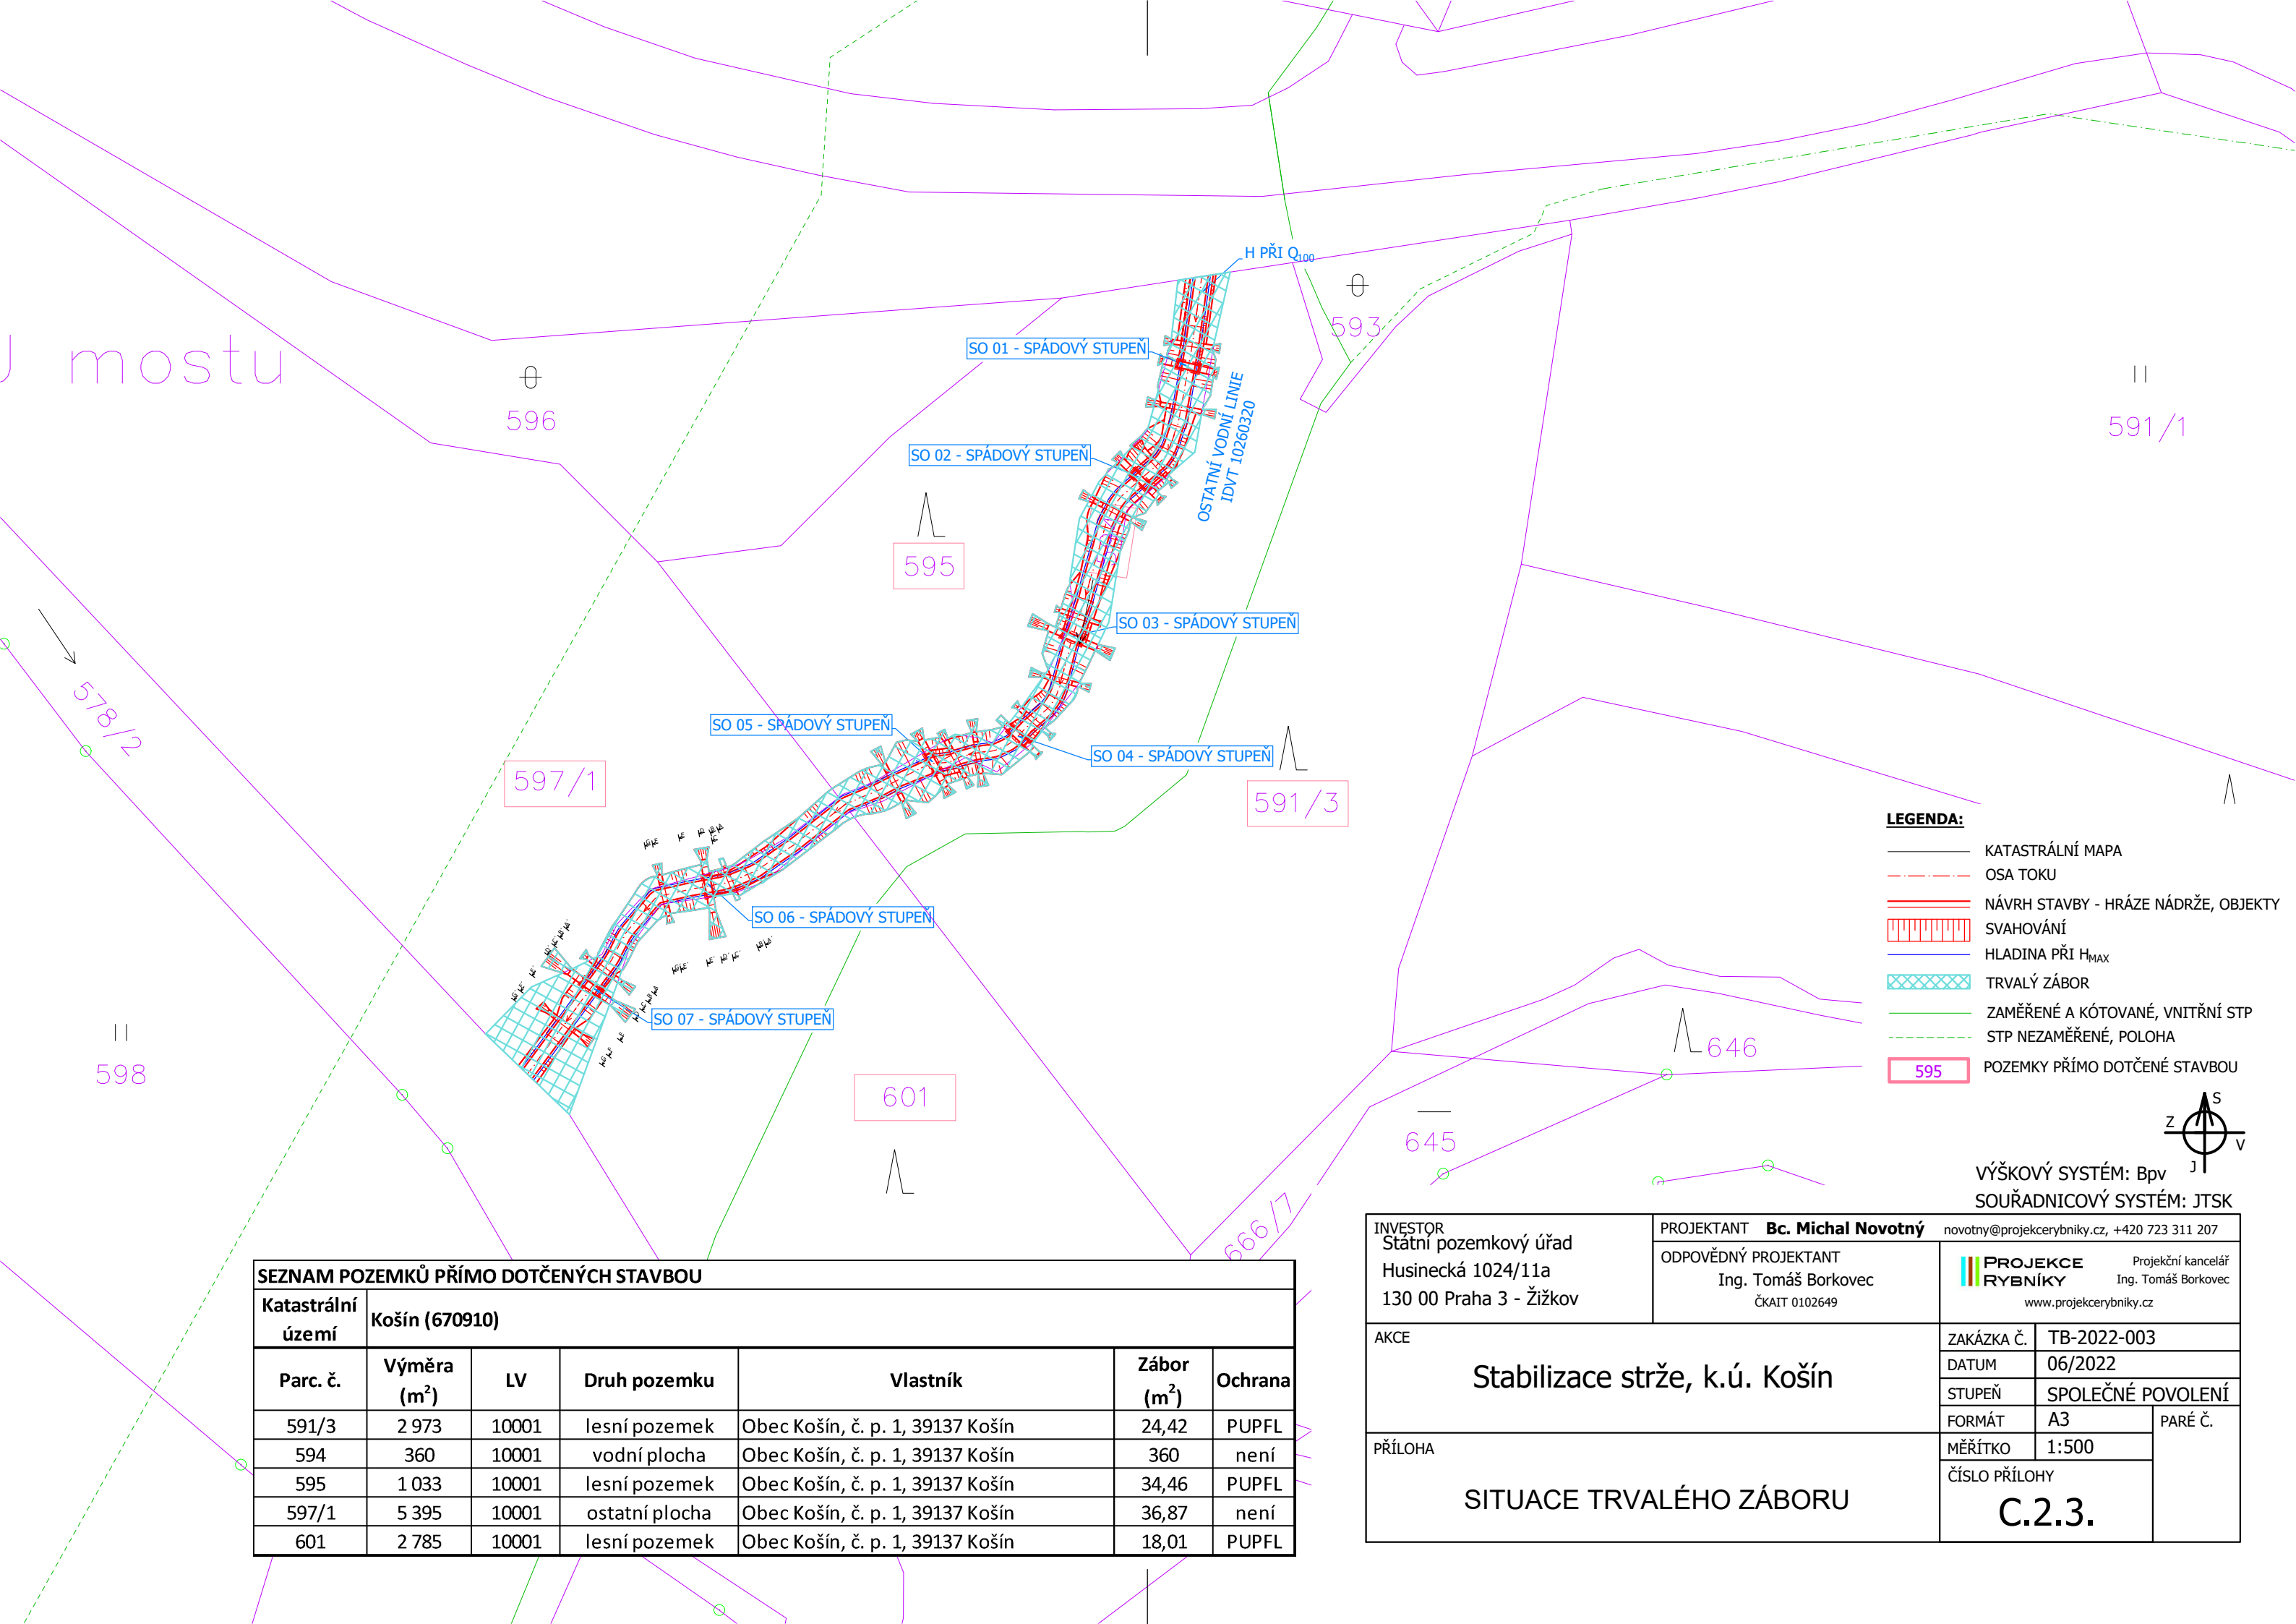 H PŘI Q100
593
U mostu
SO 01 - SPÁDOVÝ STUPEŇ
596
591/1
OSTATNÍ VODNÍ LINIE
IDVT 10260320
SO 02 - SPÁDOVÝ STUPEŇ
595
SO 03 - SPÁDOVÝ STUPEŇ
578/2
SO 05 - SPÁDOVÝ STUPEŇ
SO 04 - SPÁDOVÝ STUPEŇ
597/1
591/3
SO 06 - SPÁDOVÝ STUPEŇ
SO 07 - SPÁDOVÝ STUPEŇ
598
601
646
645
666/7
LEGENDA:
KATASTRÁLNÍ MAPA
OSA TOKU
NÁVRH STAVBY - HRÁZE NÁDRŽE, OBJEKTY
SVAHOVÁNÍ
HLADINA PŘI HMAX
TRVALÝ ZÁBOR
ZAMĚŘENÉ A KÓTOVANÉ, VNITŘNÍ STP
STP NEZAMĚŘENÉ, POLOHA
595 POZEMKY PŘÍMO DOTČENÉ STAVBOU
S
Z
V
J
VÝŠKOVÝ SYSTÉM: Bpv
SOUŘADNICOVÝ SYSTÉM: JTSK
SEZNAM POZEMKŮ PŘÍMO DOTČENÝCH STAVBOU
Katastrální území Košín (670910)
Parc. č. Výměra (m2) LV Druh pozemku Vlastník Zábor (m2) Ochrana
591/3 2 973 10001 lesní pozemek Obec Košín, č. p. 1, 39137 Košín 24,42 PUPFL
594 360 10001 vodní plocha Obec Košín, č. p. 1, 39137 Košín 360 není
595 1 033 10001 lesní pozemek Obec Košín, č. p. 1, 39137 Košín 34,46 PUPFL
597/1 5 395 10001 ostatní plocha Obec Košín, č. p. 1, 39137 Košín 36,87 není
601 2 785 10001 lesní pozemek Obec Košín, č. p. 1, 39137 Košín 18,01 PUPFL
INVESTOR
Státní pozemkový úřad
Husinecká 1024/11a
130 00 Praha 3 - Žižkov
PROJEKTANT Bc. Michal Novotný novotny@projekcerybniky.cz, +420 723 311 207
ODPOVĚDNÝ PROJEKTANT
Ing. Tomáš Borkovec
ČKAIT 0102649
PROJEKCE
RYBNÍKY
Projekční kancelář
Ing. Tomáš Borkovec
www.projekcerybniky.cz
AKCE
Stabilizace strže, k.ú. Košín
ZAKÁZKA Č. TB-2022-003
DATUM 06/2022
STUPEŇ SPOLEČNÉ POVOLENÍ
FORMÁT A3
PARÉ Č.
MĚŘÍTKO 1:500
PŘÍLOHA
SITUACE TRVALÉHO ZÁBORU
ČÍSLO PŘÍLOHY
C.2.3.